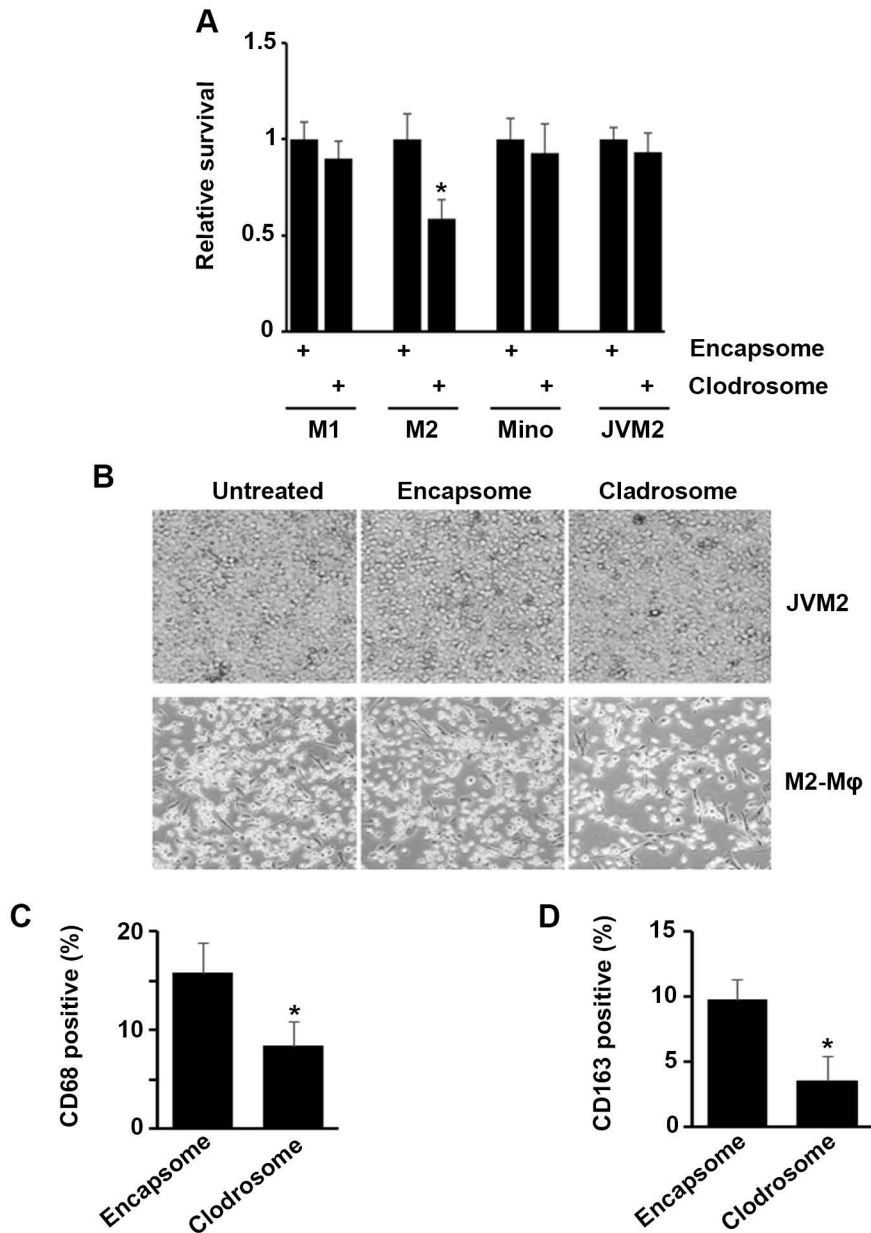 A
Relative survival
1.5
1
0.5
0
*
+ + + + Encapsome
+ + + + Clodrosome
M1 M2 Mino JVM2
B
Untreated Encapsome Cladrosome
JVM2
M2-Mφ
C
CD68 positive (%)
20
10
0
*
Encapsome
Clodrosome
D
CD163 positive (%)
15
10
5
0
*
Encapsome
Clodrosome